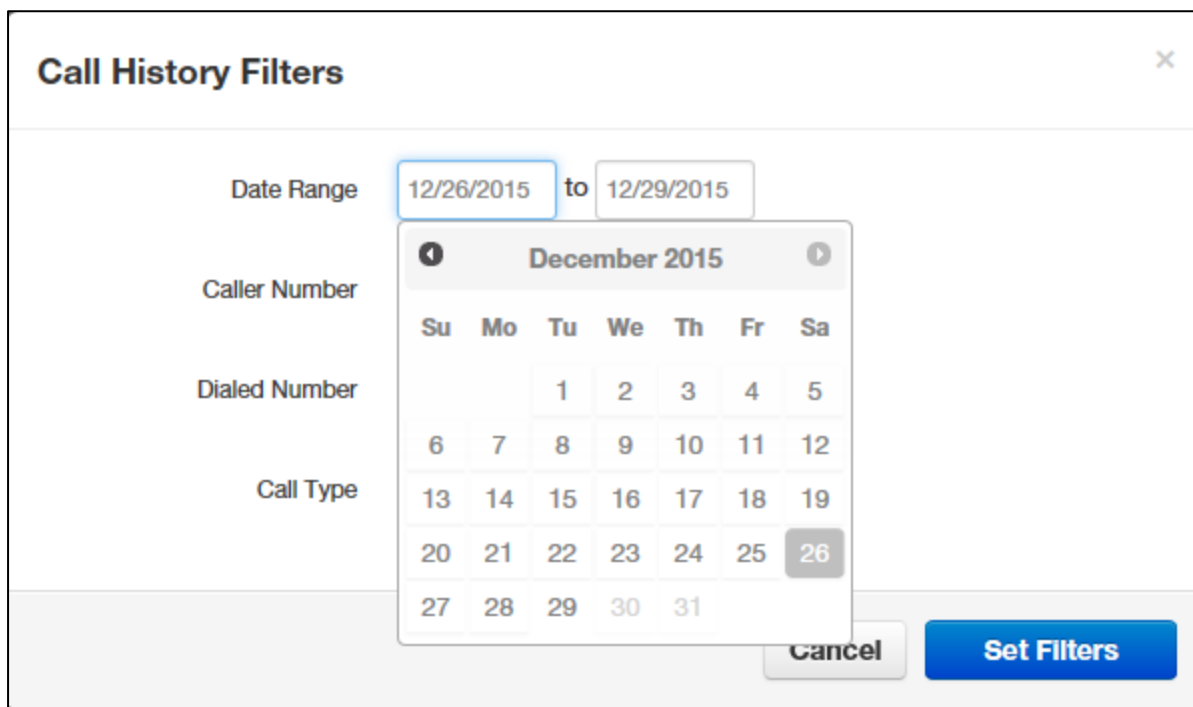 Call History Filters ×
Date Range 12/26/2015 to 12/29/2015
December 2015
Caller Number
Su Mo Tu We Th Fr Sa
Dialed Number
1 2 3 4 5
6 7 8 9 10 11 12
Call Type
13 14 15 16 17 18 19
20 21 22 23 24 25 26
27 28 29 30 31
Cancel Set Filters